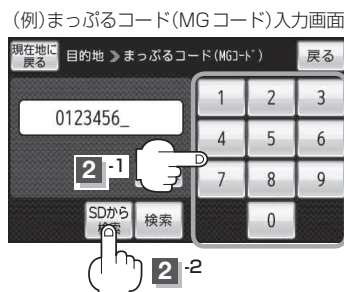 (例)まっぷるコード(MGコード)入力画面
現在地に
戻る
目的地 》まっぷるコード(MGｺｰﾄﾞ)
戻る
0123456_
1 2 3
4 5 6
7 8 9
0
2-1
SDから
検索
検索
2-2